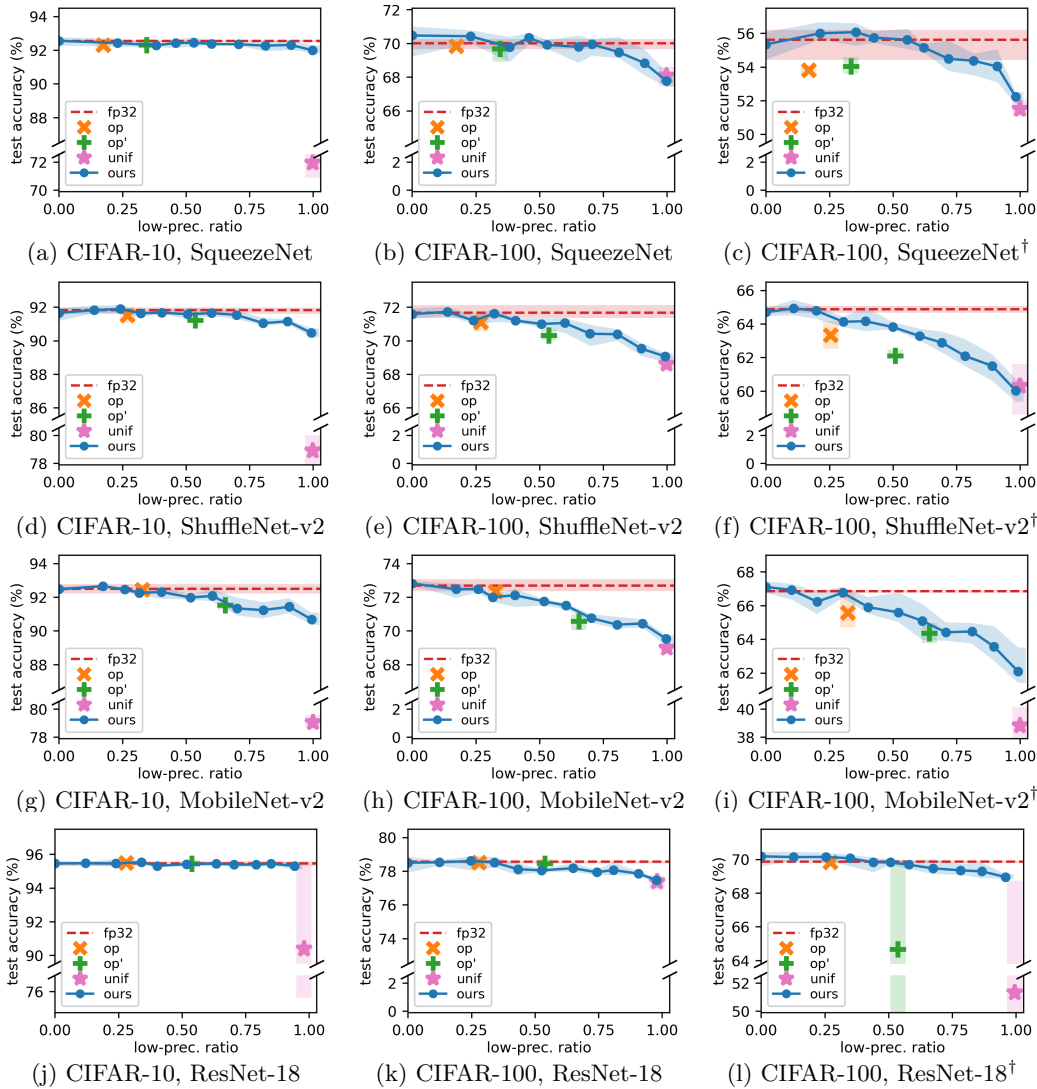 test accuracy (%)
94
92
90
88
72
70
fp32
op
op'
unif
ours
0.00 0.25 0.50 0.75 1.00
low-prec. ratio
(a) CIFAR-10, SqueezeNet
test accuracy (%)
72
70
68
66
2
0
fp32
op
op'
unif
ours
0.00 0.25 0.50 0.75 1.00
low-prec. ratio
(b) CIFAR-100, SqueezeNet
test accuracy (%)
56
54
52
50
2
0
fp32
op
op'
unif
ours
0.00 0.25 0.50 0.75 1.00
low-prec. ratio
(c) CIFAR-100, SqueezeNet†
test accuracy (%)
92
90
88
86
80
78
fp32
op
op'
unif
ours
0.00 0.25 0.50 0.75 1.00
low-prec. ratio
(d) CIFAR-10, ShuffleNet-v2
test accuracy (%)
72
70
68
66
2
0
fp32
op
op'
unif
ours
0.00 0.25 0.50 0.75 1.00
low-prec. ratio
(e) CIFAR-100, ShuffleNet-v2
test accuracy (%)
66
64
62
60
2
0
fp32
op
op'
unif
ours
0.00 0.25 0.50 0.75 1.00
low-prec. ratio
(f) CIFAR-100, ShuffleNet-v2†
test accuracy (%)
94
92
90
88
80
78
fp32
op
op'
unif
ours
0.00 0.25 0.50 0.75 1.00
low-prec. ratio
(g) CIFAR-10, MobileNet-v2
test accuracy (%)
74
72
70
68
2
0
fp32
op
op'
unif
ours
0.00 0.25 0.50 0.75 1.00
low-prec. ratio
(h) CIFAR-100, MobileNet-v2
test accuracy (%)
68
66
64
62
40
38
fp32
op
op'
unif
ours
0.00 0.25 0.50 0.75 1.00
low-prec. ratio
(i) CIFAR-100, MobileNet-v2†
test accuracy (%)
96
94
92
90
76
fp32
op
op'
unif
ours
0.00 0.25 0.50 0.75 1.00
low-prec. ratio
(j) CIFAR-10, ResNet-18
test accuracy (%)
80
78
76
74
2
0
fp32
op
op'
unif
ours
0.00 0.25 0.50 0.75 1.00
low-prec. ratio
(k) CIFAR-100, ResNet-18
test accuracy (%)
70
68
66
64
52
50
fp32
op
op'
unif
ours
0.00 0.25 0.50 0.75 1.00
low-prec. ratio
(l) CIFAR-100, ResNet-18†